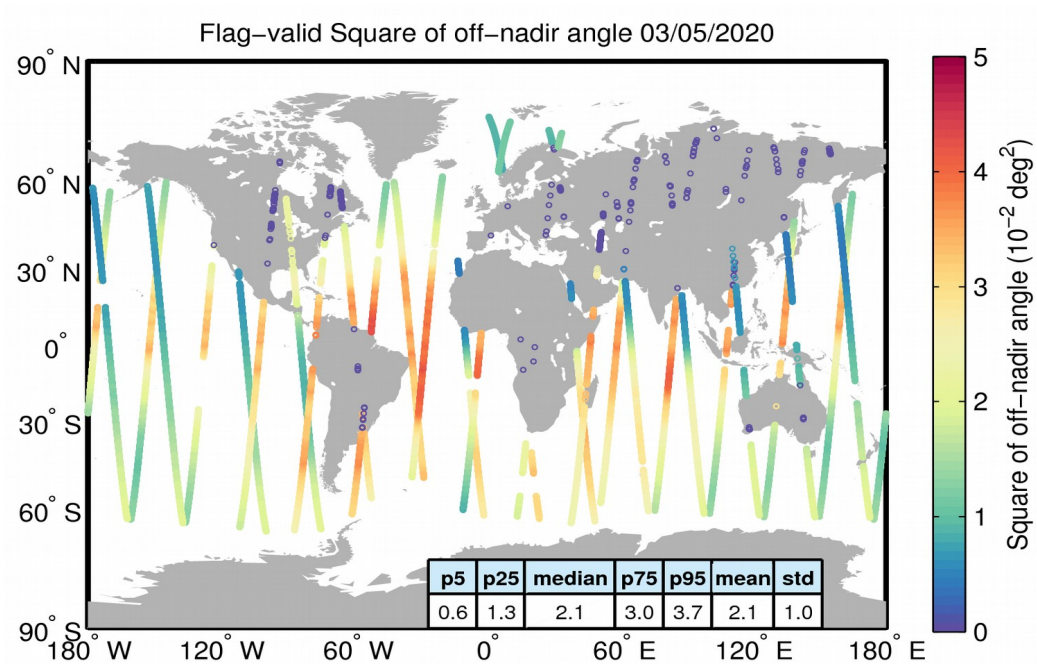 Flag-valid Square of off-nadir angle 03/05/2020
90° N
60° N
30° N
0°
30° S
60° S
90° S
180° W
120° W
60° W
0°
60° E
120° E
180° E
p5 p25 median p75 p95 mean std
0.6 1.3 2.1 3.0 3.7 2.1 1.0
5
4
3
2
1
0
Square of off-nadir angle (10⁻² deg²)